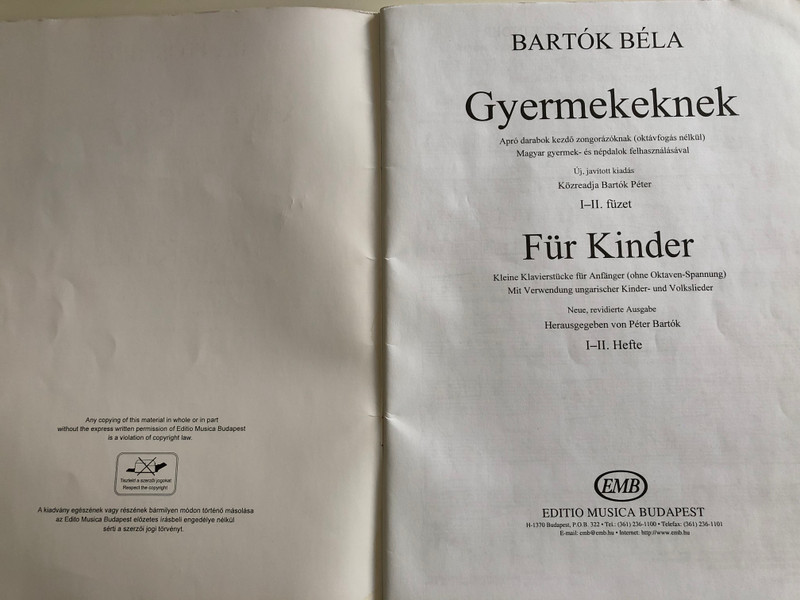 Any copying of this material in whole or in part
without the express written permission of Editio Musica Budapest
is a violation of copyright law.
Tiszteld a szerzői jogokat
Respect the copyright
A kiadvány egészének vagy részének bármilyen módon történő másolása
az Edito Musica Budapest előzetes írásbeli engedélye nélkül
sérti a szerzői jogi törvényt.
BARTÓK BÉLA
Gyermekeknek
Apró darabok kezdő zongorázóknak (oktávfogás nélkül)
Magyar gyermek- és népdalok felhasználásával
Új, javított kiadás
Közreadja Bartók Péter
I–II. füzet
Für Kinder
Kleine Klavierstücke für Anfänger (ohne Oktaven-Spannung)
Mit Verwendung ungarischer Kinder- und Volkslieder
Neue, revidierte Ausgabe
Herausgegeben von Péter Bartók
I–II. Hefte
EMB
EDITIO MUSICA BUDAPEST
H-1370 Budapest, P.O.B. 322 • Tel.: (361) 236-1100 • Telefax: (361) 236-1101
E-mail: emb@emb.hu • Internet: http://www.emb.hu